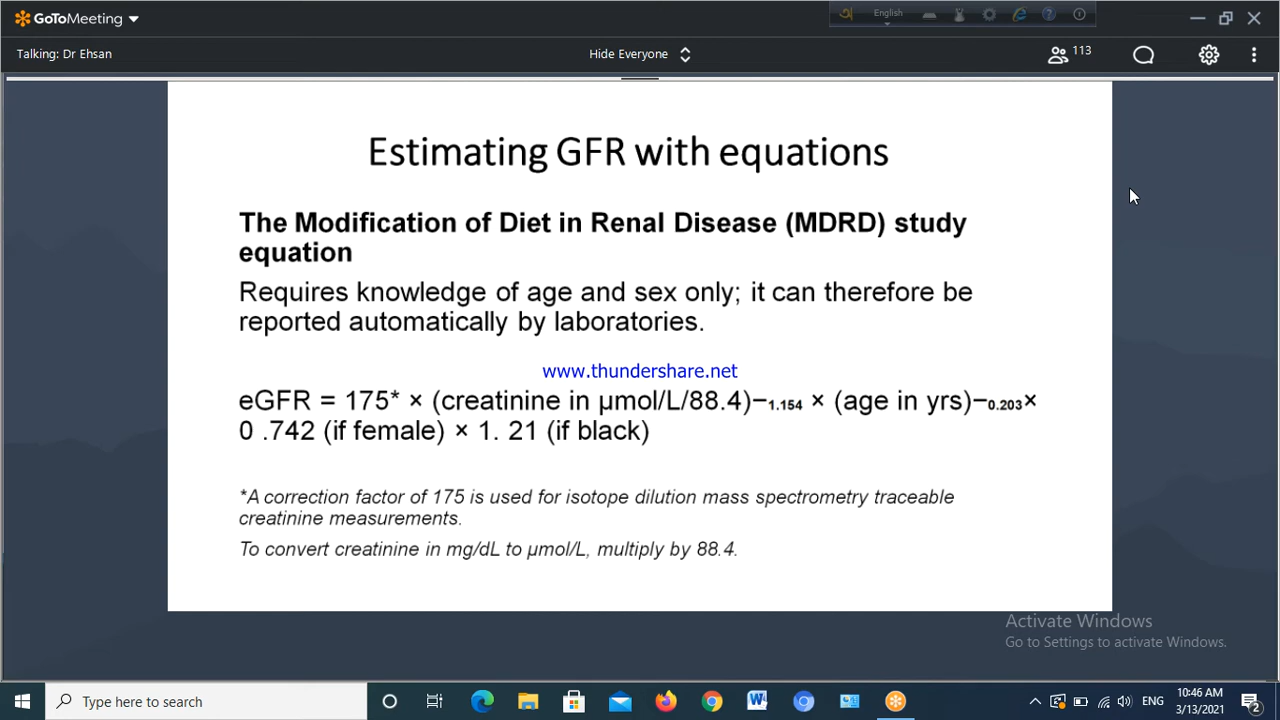 GoToMeeting
English
Talking: Dr Ehsan
Hide Everyone
113
Estimating GFR with equations
The Modification of Diet in Renal Disease (MDRD) study
equation
Requires knowledge of age and sex only; it can therefore be
reported automatically by laboratories.
www.thundershare.net
eGFR = 175* × (creatinine in µmol/L/88.4)−1.154 × (age in yrs)−0.203×
0 .742 (if female) × 1. 21 (if black)
*A correction factor of 175 is used for isotope dilution mass spectrometry traceable
creatinine measurements.
To convert creatinine in mg/dL to µmol/L, multiply by 88.4.
Activate Windows
Go to Settings to activate Windows.
Type here to search
ENG
10:46 AM
3/13/2021
2